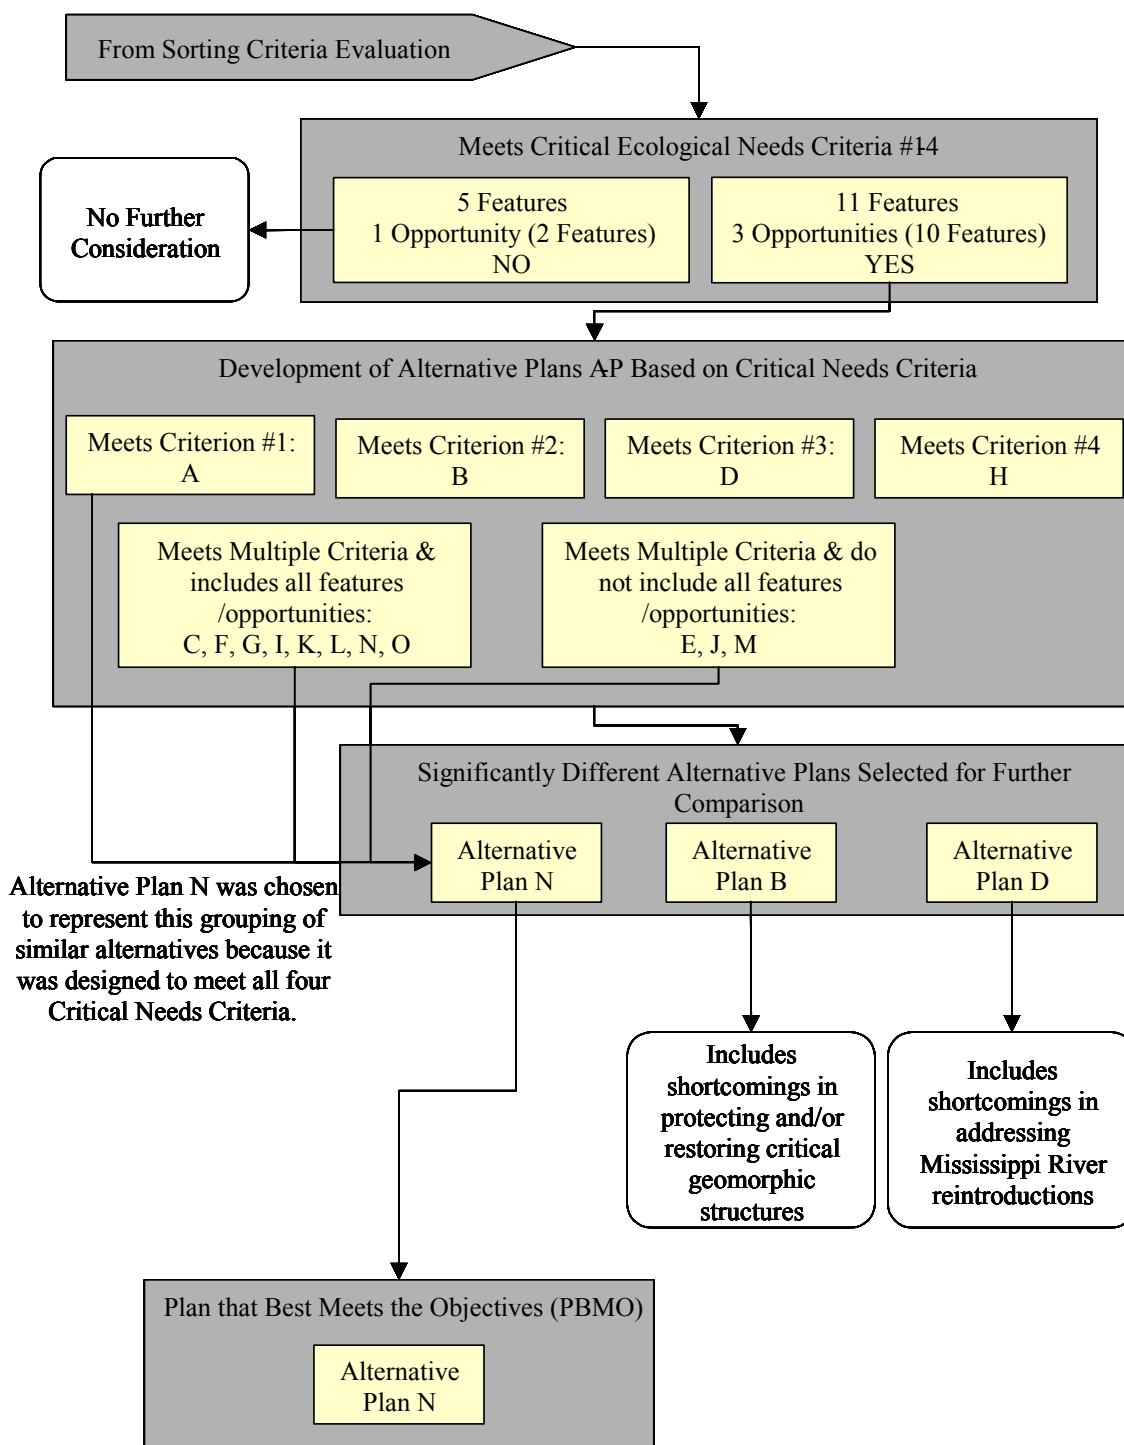 From Sorting Criteria Evaluation
Meets Critical Ecological Needs Criteria #1-4
No Further
Consideration
5 Features
1 Opportunity (2 Features)
NO
11 Features
3 Opportunities (10 Features)
YES
Development of Alternative Plans A-P Based on Critical Needs Criteria
Meets Criterion #1:
A
Meets Criterion #2:
B
Meets Criterion #3:
D
Meets Criterion #4
H
Meets Multiple Criteria &
includes all features
/opportunities:
C, F, G, I, K, L, N, O
Meets Multiple Criteria & do
not include all features
/opportunities:
E, J, M
Significantly Different Alternative Plans Selected for Further
Comparison
Alternative
Plan N
Alternative
Plan B
Alternative
Plan D
Alternative Plan N was chosen
to represent this grouping of
similar alternatives because it
was designed to meet all four
Critical Needs Criteria.
Includes
shortcomings in
protecting and/or
restoring critical
geomorphic
structures
Includes
shortcomings in
addressing
Mississippi River
reintroductions
Plan that Best Meets the Objectives (PBMO)
Alternative
Plan N